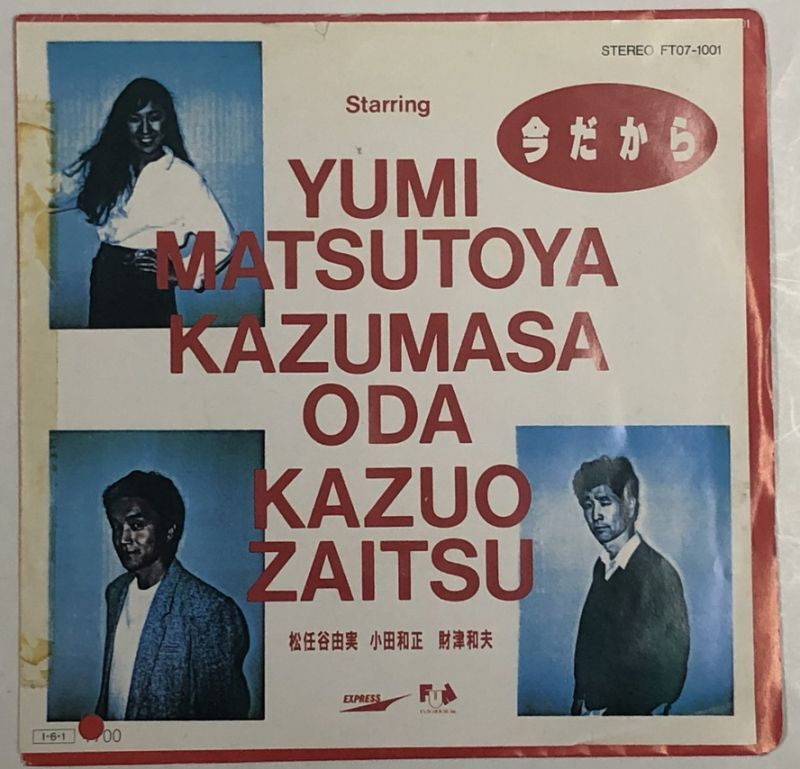 STEREO FT07-1001
Starring
今だから
YUMI
MATSUTOYA
KAZUMASA
ODA
KAZUO
ZAITSU
松任谷由実 小田和正 財津和夫
EXPRESS FUN
I-6-1